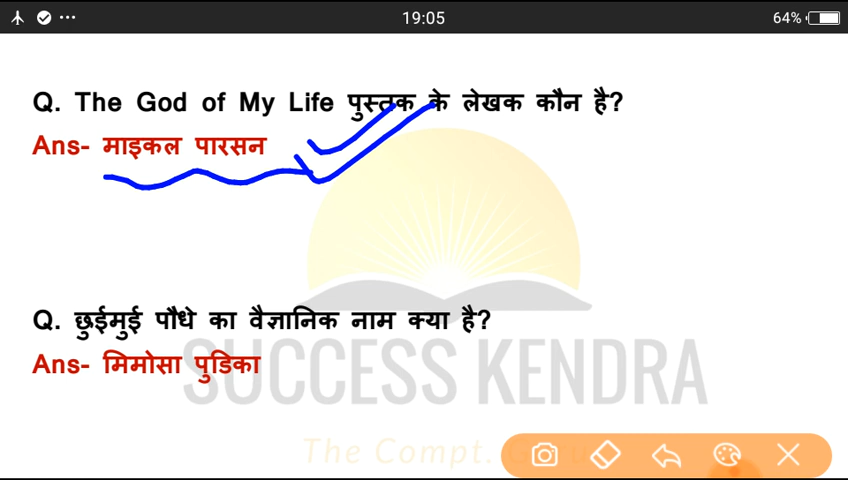 19:05
64%
Q. The God of My Life पुस्तक के लेखक कौन है?
Ans- माइकल पारसन
Q. छुईमुई पौधे का वैज्ञानिक नाम क्या है?
Ans- मिमोसा पुडिका
SUCCESS KENDRA
The Compt.